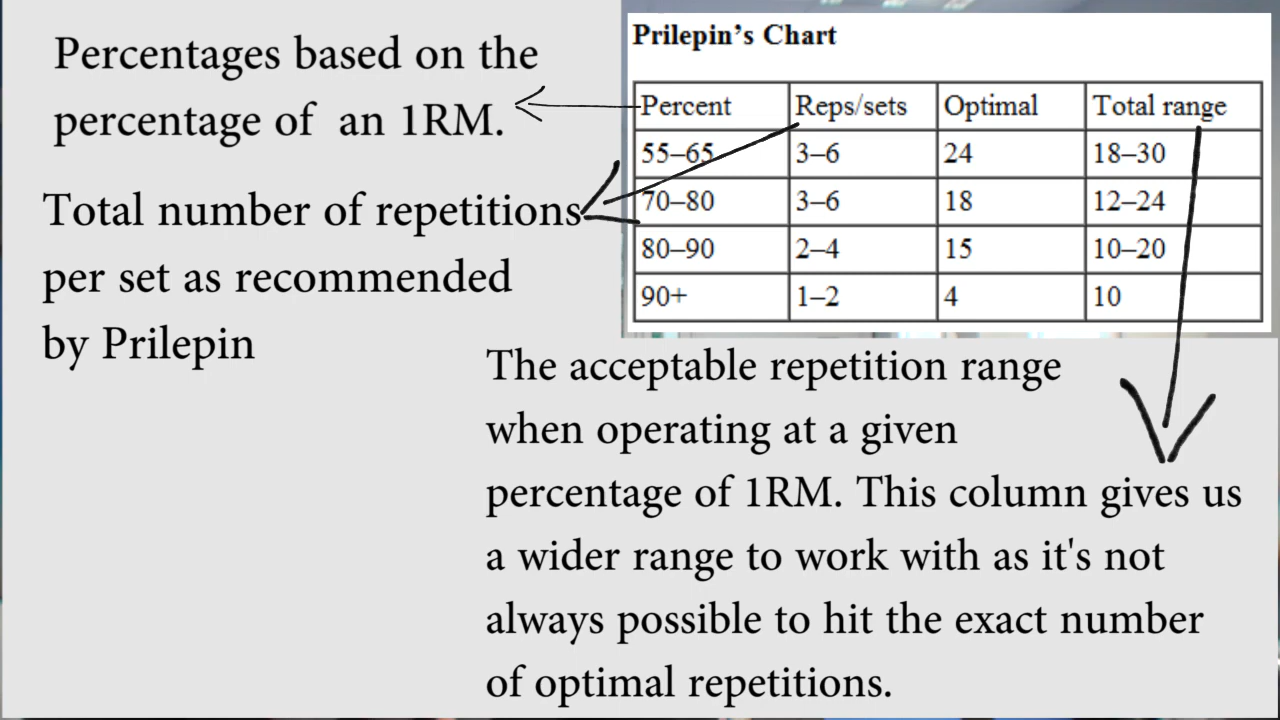 Percentages based on the
percentage of an 1RM.
Total number of repetitions
per set as recommended
by Prilepin
Prilepin's Chart
Percent Reps/sets Optimal Total range
55–65 3–6 24 18–30
70–80 3–6 18 12–24
80–90 2–4 15 10–20
90+ 1–2 4 10
The acceptable repetition range
when operating at a given
percentage of 1RM. This column gives us
a wider range to work with as it's not
always possible to hit the exact number
of optimal repetitions.